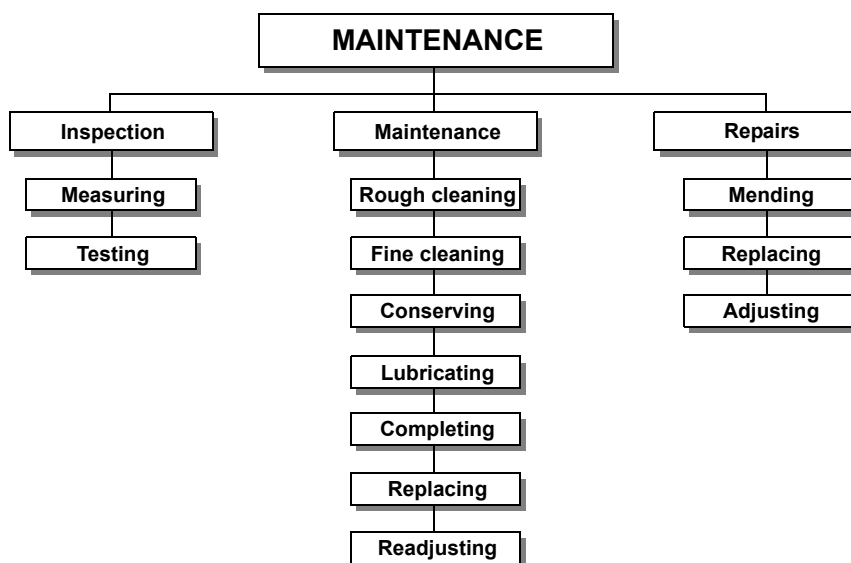 MAINTENANCE
Inspection
Measuring
Testing
Maintenance
Rough cleaning
Fine cleaning
Conserving
Lubricating
Completing
Replacing
Readjusting
Repairs
Mending
Replacing
Adjusting